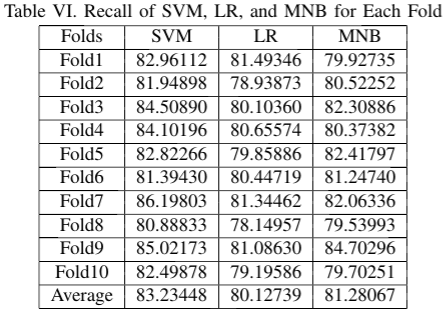 Table VI. Recall of SVM, LR, and MNB for Each Fold
Folds SVM LR MNB
Fold1 82.96112 81.49346 79.92735
Fold2 81.94898 78.93873 80.52252
Fold3 84.50890 80.10360 82.30886
Fold4 84.10196 80.65574 80.37382
Fold5 82.82266 79.85886 82.41797
Fold6 81.39430 80.44719 81.24740
Fold7 86.19803 81.34462 82.06336
Fold8 80.88833 78.14957 79.53993
Fold9 85.02173 81.08630 84.70296
Fold10 82.49878 79.19586 79.70251
Average 83.23448 80.12739 81.28067